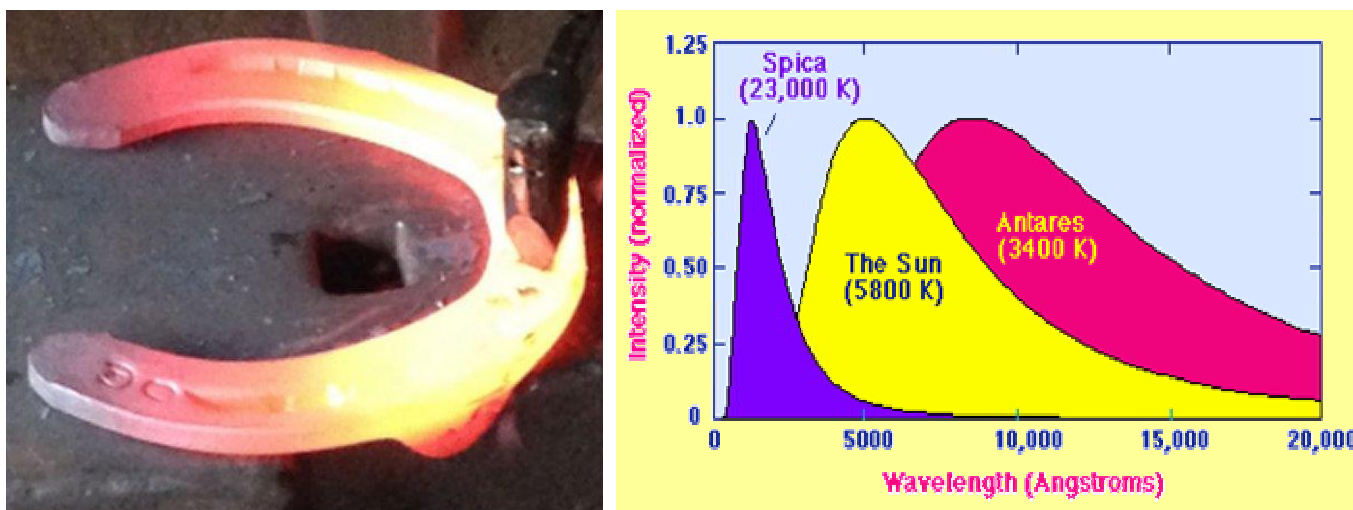 1.25
1.0
0.75
0.50
0.25
0
Intensity (normalized)
Spica
(23,000 K)
The Sun
(5800 K)
Antares
(3400 K)
0
5000
10,000
15,000
20,000
Wavelength (Angstroms)